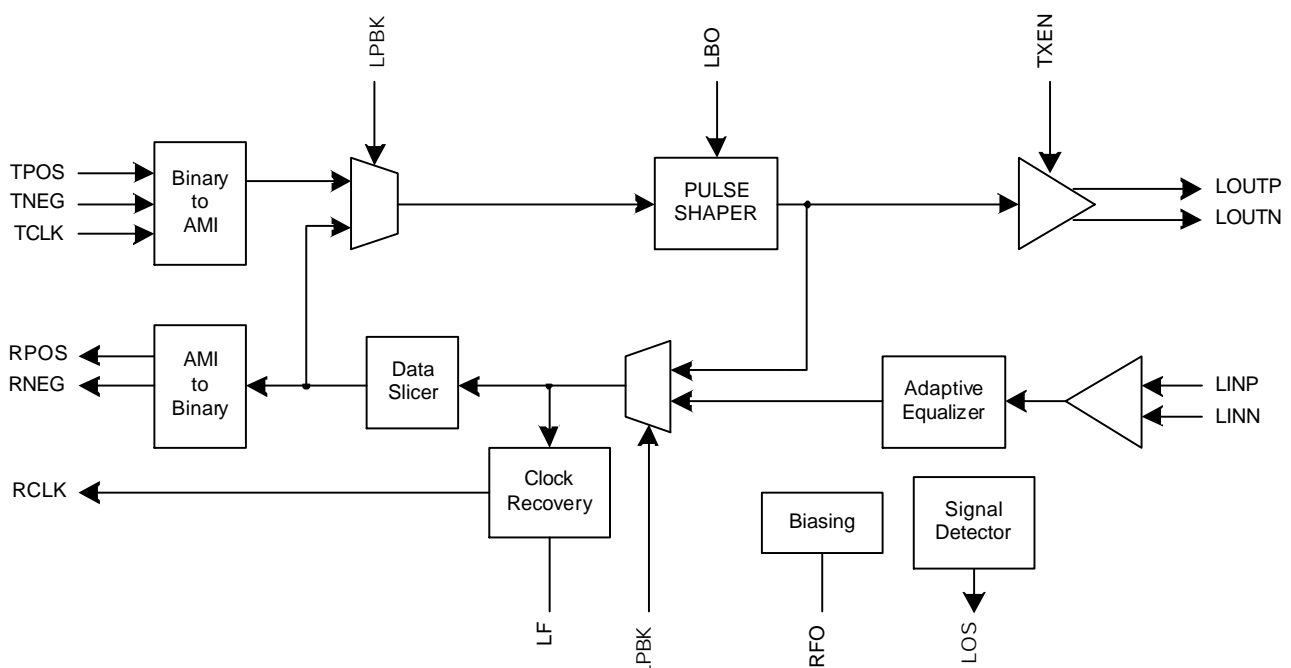 LPBK
LBO
TXEN
TPOS
TNEG
TCLK
Binary
to
AMI
PULSE
SHAPER
LOUTP
LOUTN
RPOS
RNEG
AMI
to
Binary
Data
Slicer
Adaptive
Equalizer
LINP
LINN
RCLK
Clock
Recovery
Biasing
Signal
Detector
LF
LPBK
RFO
LOS